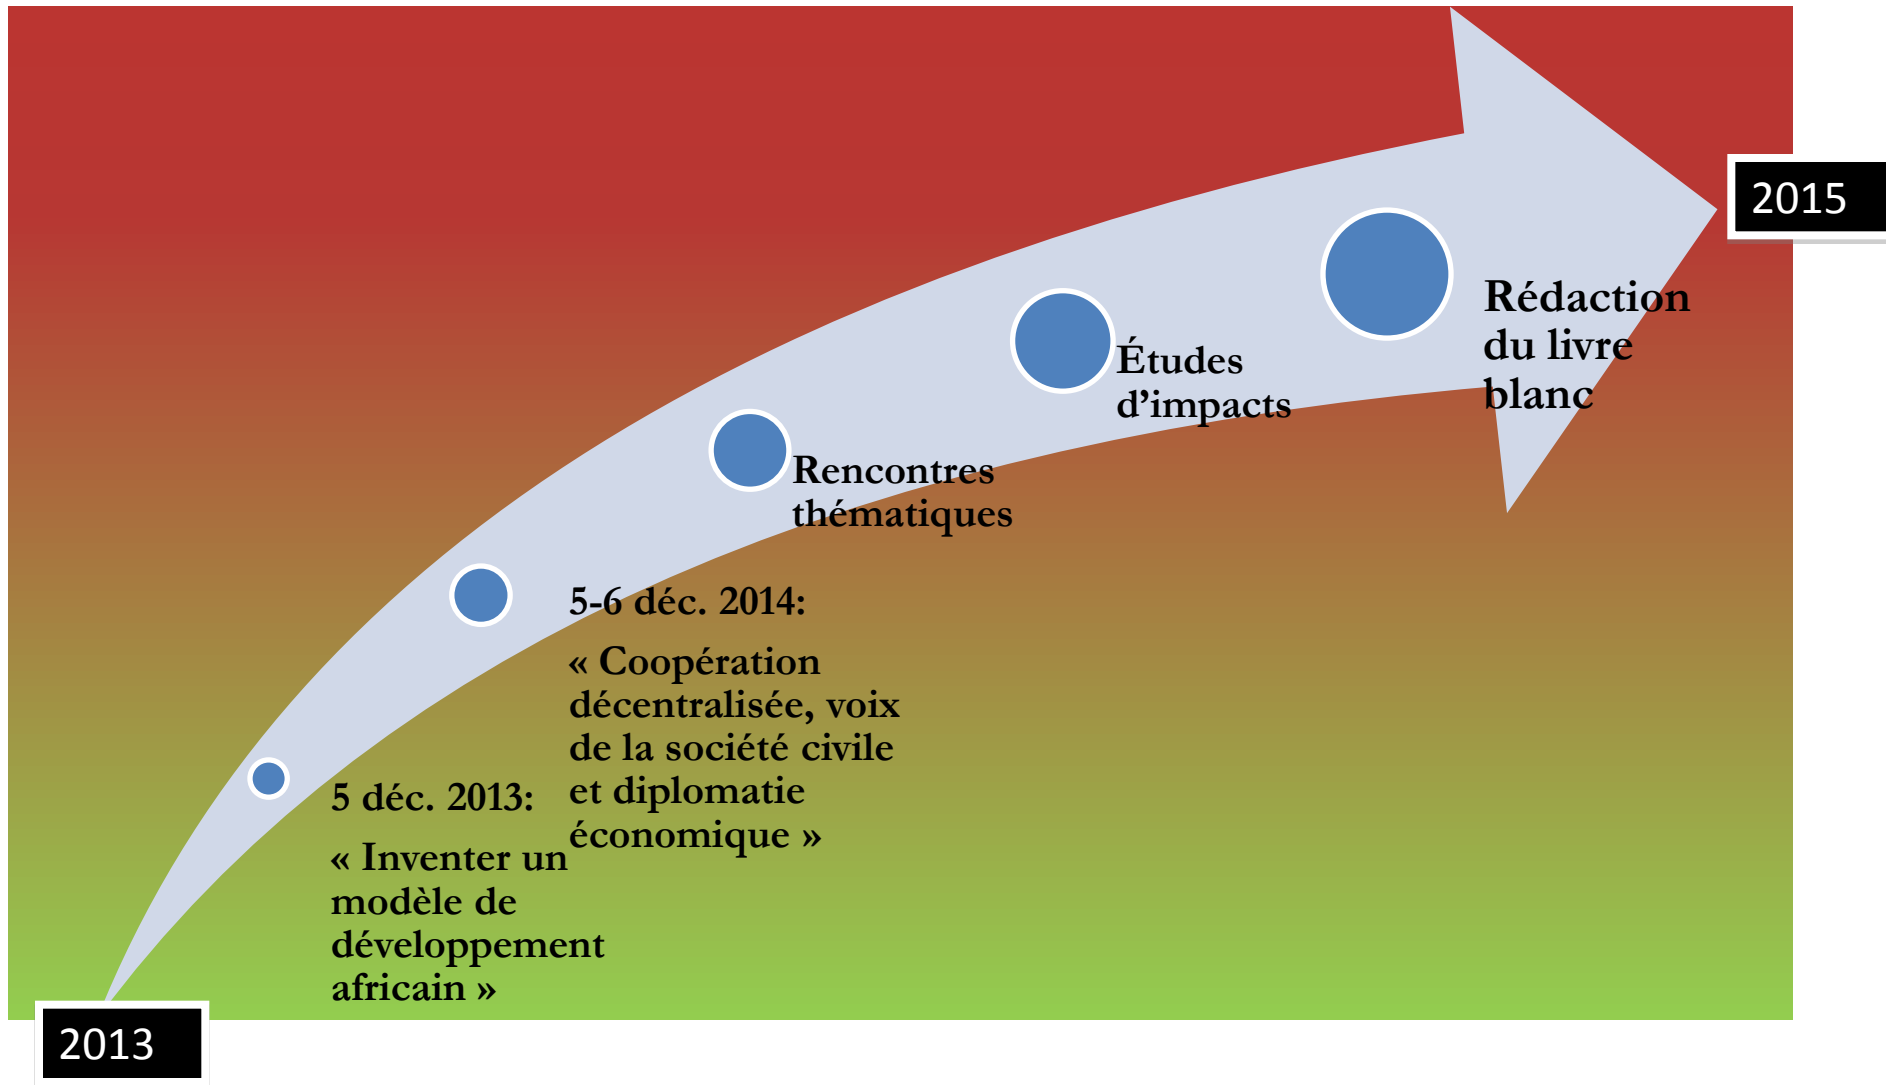 2013
5 déc. 2013:
« Inventer un
modèle de
développement
africain »
5-6 déc. 2014:
« Coopération
décentralisée, voix
de la société civile
et diplomatie
économique »
Rencontres
thématiques
Études
d’impacts
Rédaction
du livre
blanc
2015